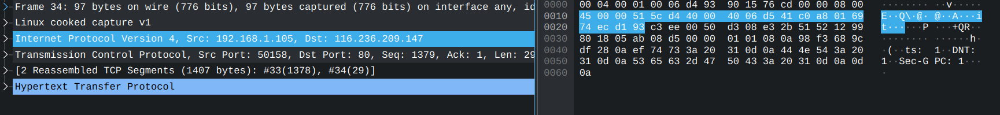 Frame 34: 97 bytes on wire (776 bits), 97 bytes captured (776 bits) on interface any, id
Linux cooked capture v1
Internet Protocol Version 4, Src: 192.168.1.105, Dst: 116.236.209.147
Transmission Control Protocol, Src Port: 50158, Dst Port: 80, Seq: 1379, Ack: 1, Len: 29
[2 Reassembled TCP Segments (1407 bytes): #33(1378), #34(29)]
Hypertext Transfer Protocol
0000 00 04 00 01 00 06 d4 93 90 15 76 cd 00 00 08 00 ········ ··v·····
0010 45 00 00 51 5c d4 40 00 40 06 d5 41 c0 a8 01 69 E··Q\·@· @··A···i
0020 74 ec d1 93 c3 ee 00 50 d3 08 e3 2b 51 52 12 99 t······P ···+QR··
0030 80 18 05 ab 08 d5 00 00 01 01 08 0a 98 f3 68 9c ········ ······h·
0040 df 28 0a ef 74 73 3a 20 31 0d 0a 44 4e 54 3a 20 ·(··ts: 1··DNT:
0050 31 0d 0a 53 65 63 2d 47 50 43 3a 20 31 0d 0a 0d 1··Sec-G PC: 1···
0060 0a ·